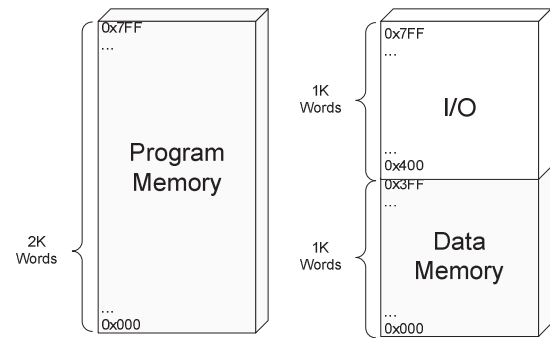 0x7FF
...
Program
Memory
2K
Words
...
0x000
0x7FF
...
1K
Words
I/O
...
0x400
0x3FF
...
1K
Words
Data
Memory
...
0x000